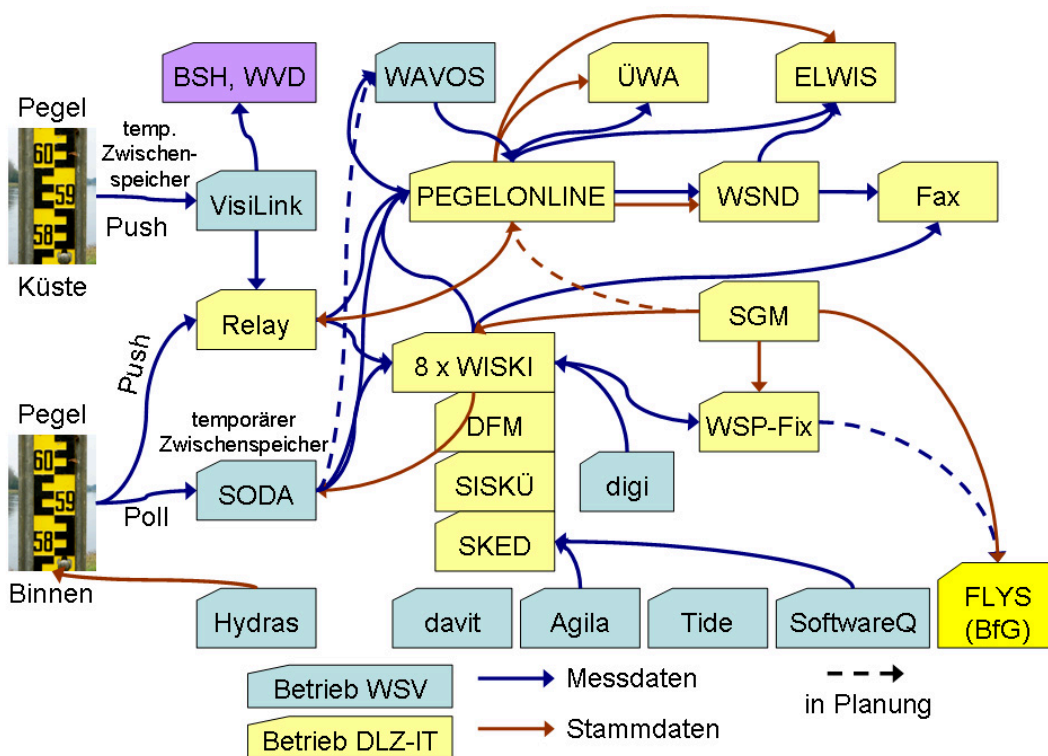 BSH, WVD
WAVOS
ÜWA
ELWIS
Pegel
temp.
Zwischen-
speicher
60
59
58
VisiLink
Push
PEGELONLINE
WSND
Fax
Küste
Relay
SGM
Push
8 x WISKI
Pegel
temporärer
Zwischenspeicher
DFM
WSP-Fix
60
59
58
SODA
SISKÜ
digi
Poll
SKED
Binnen
Hydras
davit
Agila
Tide
SoftwareQ
FLYS
(BfG)
Betrieb WSV
Messdaten
in Planung
Betrieb DLZ-IT
Stammdaten